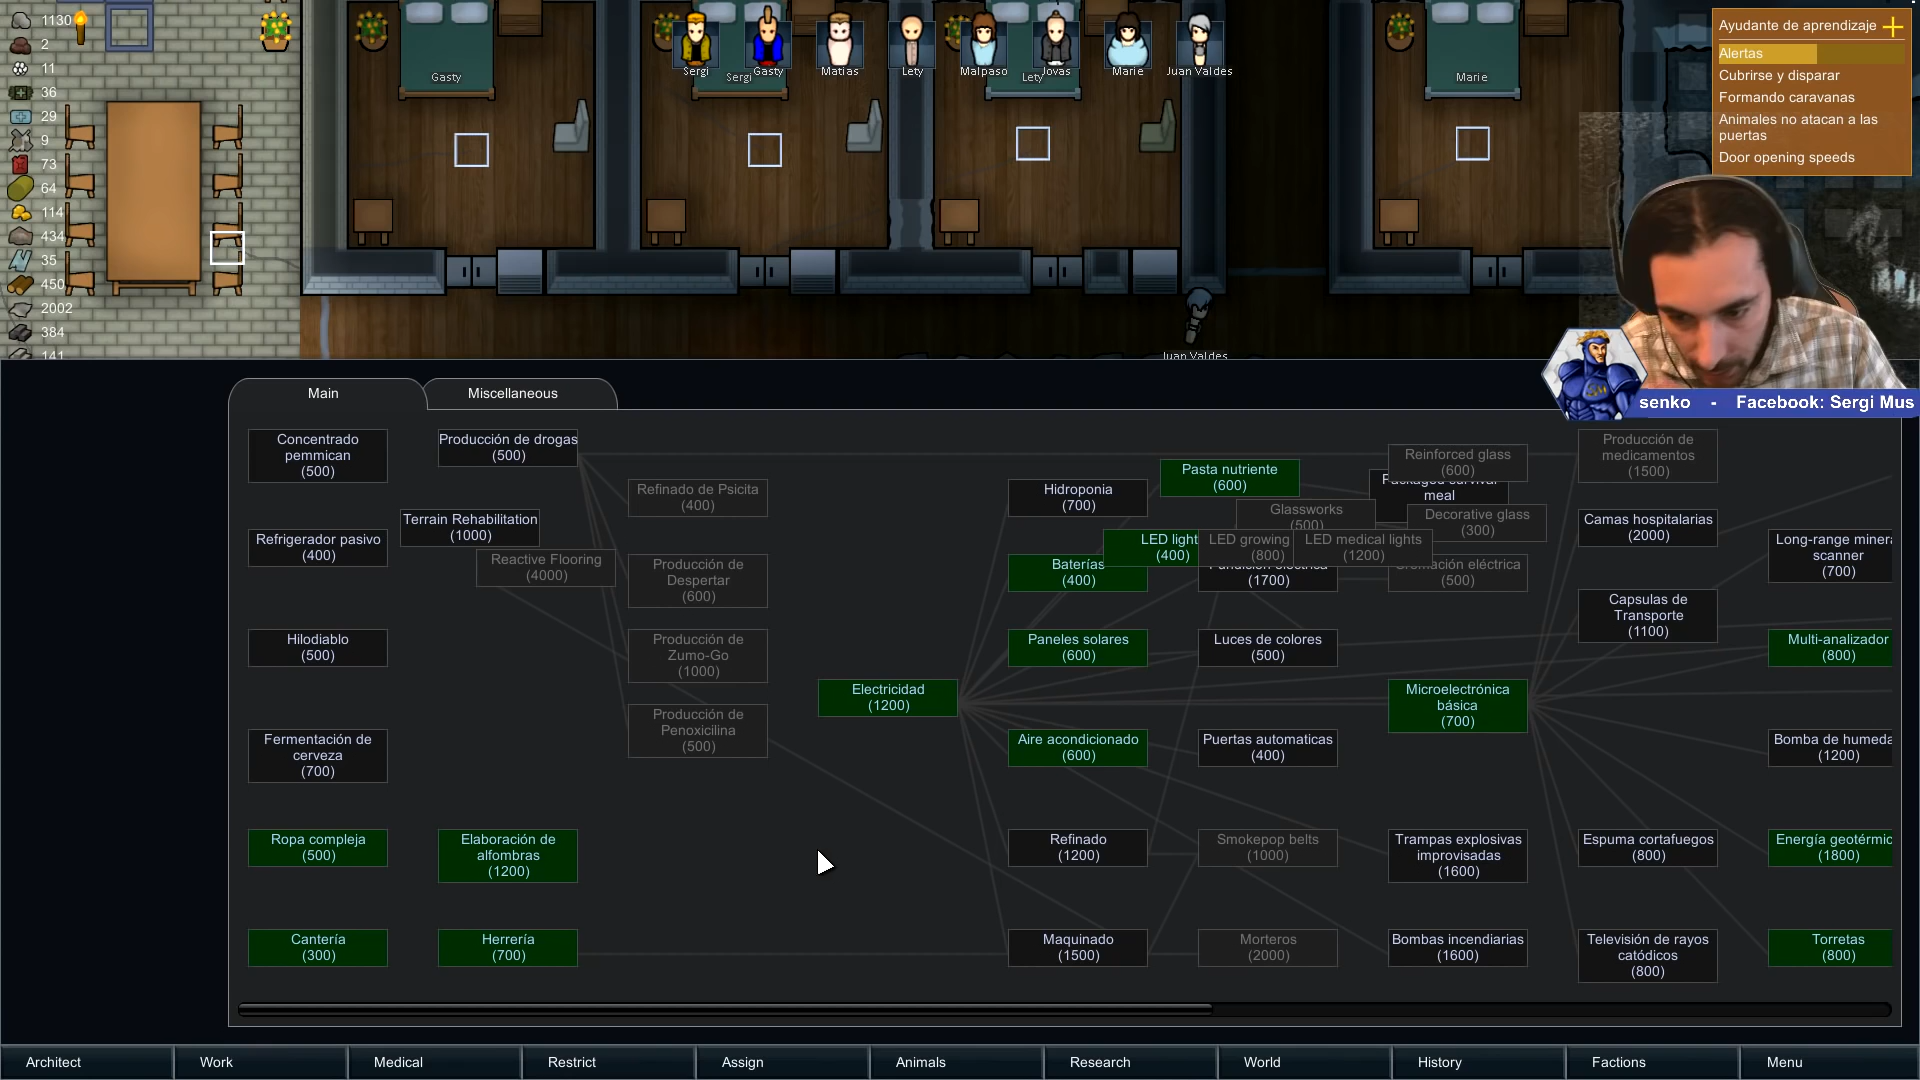 1130
2
11
36
29
9
73
64
114
434
35
450
2002
384
141
Gasty
Sergi
Lety
Marie
Sergi
Gasty
Matias
Lety
Malpaso
Jovas
Marie
Juan Valdes
Juan Valdes
Ayudante de aprendizaje
Alertas
Cubrirse y disparar
Formando caravanas
Animales no atacan a las
puertas
Door opening speeds
senko - Facebook: Sergi Mus
Main
Miscellaneous
Concentrado
pemmican
(500)
Producción de drogas
(500)
Refinado de Psicita
(400)
Terrain Rehabilitation
(1000)
Refrigerador pasivo
(400)
Reactive Flooring
(4000)
Producción de
Despertar
(600)
Hilodiablo
(500)
Producción de
Zumo-Go
(1000)
Producción de
Penoxicilina
(500)
Fermentación de
cerveza
(700)
Ropa compleja
(500)
Elaboración de
alfombras
(1200)
Cantería
(300)
Herrería
(700)
Electricidad
(1200)
Hidroponia
(700)
Pasta nutriente
(600)
meal
Reinforced glass
(600)
Glassworks
(500)
Decorative glass
(300)
LED light
(400)
LED growing
(800)
LED medical lights
(1200)
Baterías
(400)
(1700)
eléctrica
(500)
Paneles solares
(600)
Luces de colores
(500)
Microelectrónica
básica
(700)
Aire acondicionado
(600)
Puertas automaticas
(400)
Refinado
(1200)
Smokepop belts
(1000)
Trampas explosivas
improvisadas
(1600)
Maquinado
(1500)
Morteros
(2000)
Bombas incendiarias
(1600)
Producción de
medicamentos
(1500)
Camas hospitalarias
(2000)
Capsulas de
Transporte
(1100)
Espuma cortafuegos
(800)
Televisión de rayos
catódicos
(800)
Long-range minera
scanner
(700)
Multi-analizador
(800)
Bomba de humeda
(1200)
Energía geotérmic
(1800)
Torretas
(800)
Architect
Work
Medical
Restrict
Assign
Animals
Research
World
History
Factions
Menu